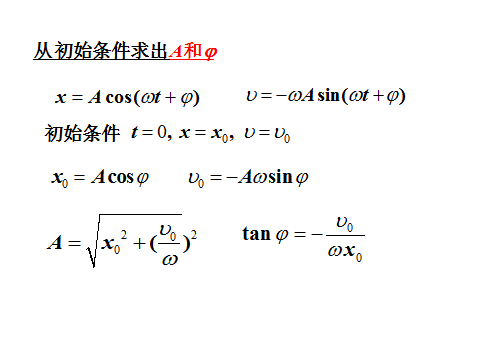 从初始条件求出A和φ
x = A cos(ωt + φ) υ = −ωA sin(ωt + φ)
初始条件 t = 0, x = x₀, υ = υ₀
x₀ = A cos φ υ₀ = −Aω sin φ
A = √(x₀² + (υ₀/ω)²) tan φ = − υ₀/(ωx₀)